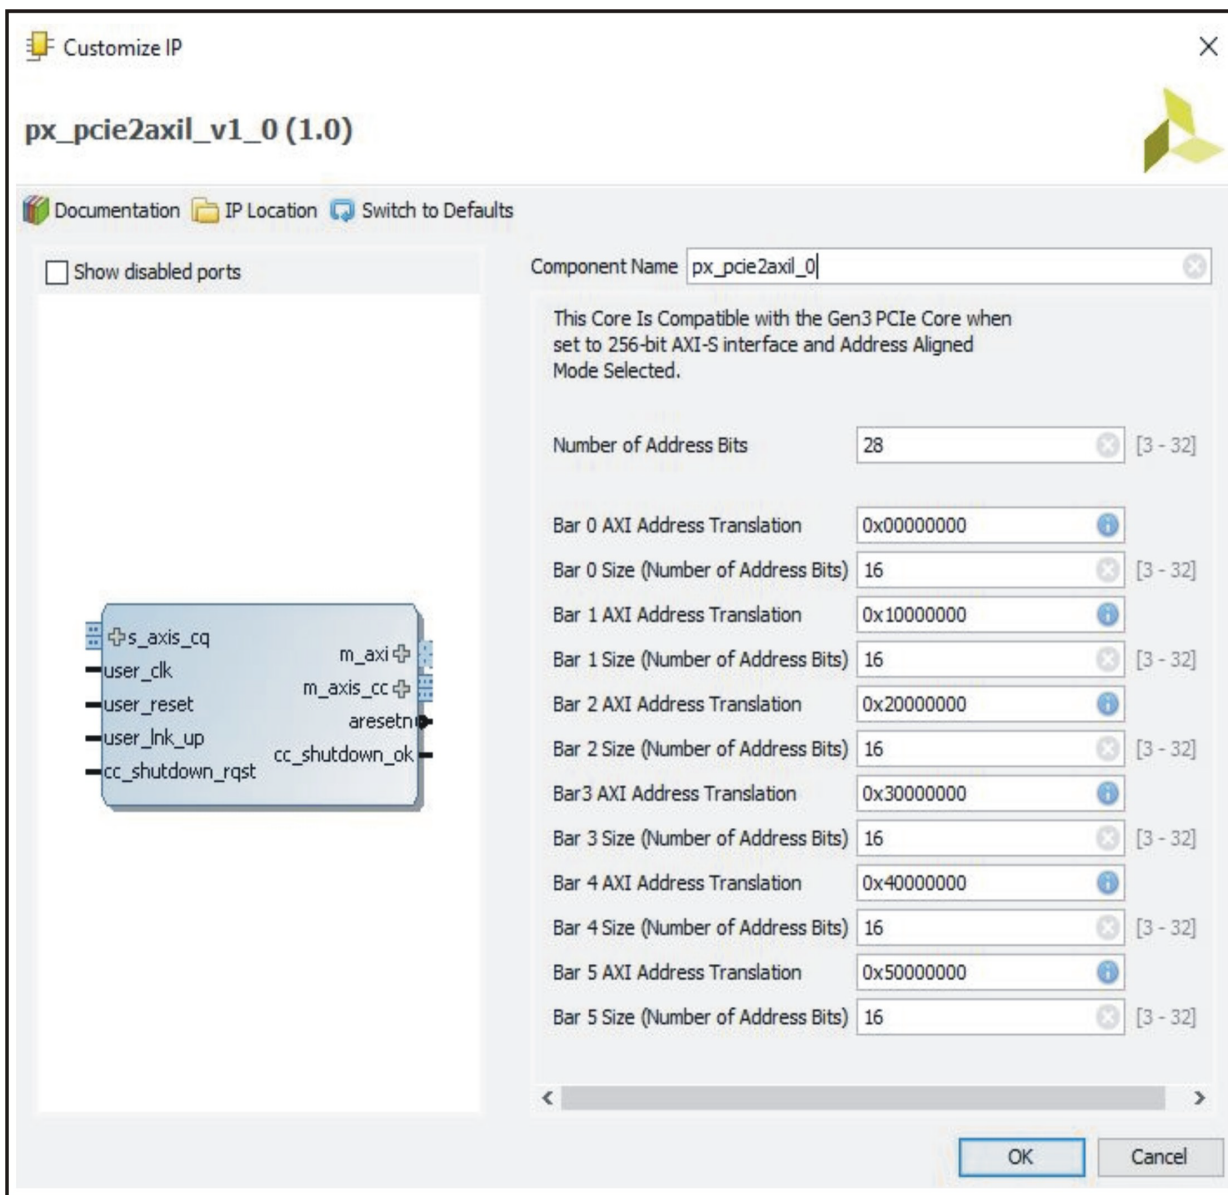 Customize IP
px_pcie2axil_v1_0 (1.0)
Documentation IP Location Switch to Defaults
Show disabled ports
s_axis_cq
user_clk
user_reset
user_lnk_up
cc_shutdown_rqst
m_axi
m_axis_cc
aresetn
cc_shutdown_ok
Component Name px_pcie2axil_0
This Core Is Compatible with the Gen3 PCIe Core when
set to 256-bit AXI-S interface and Address Aligned
Mode Selected.
Number of Address Bits 28 [3 - 32]
Bar 0 AXI Address Translation 0x00000000
Bar 0 Size (Number of Address Bits) 16 [3 - 32]
Bar 1 AXI Address Translation 0x10000000
Bar 1 Size (Number of Address Bits) 16 [3 - 32]
Bar 2 AXI Address Translation 0x20000000
Bar 2 Size (Number of Address Bits) 16 [3 - 32]
Bar3 AXI Address Translation 0x30000000
Bar 3 Size (Number of Address Bits) 16 [3 - 32]
Bar 4 AXI Address Translation 0x40000000
Bar 4 Size (Number of Address Bits) 16 [3 - 32]
Bar 5 AXI Address Translation 0x50000000
Bar 5 Size (Number of Address Bits) 16 [3 - 32]
OK Cancel